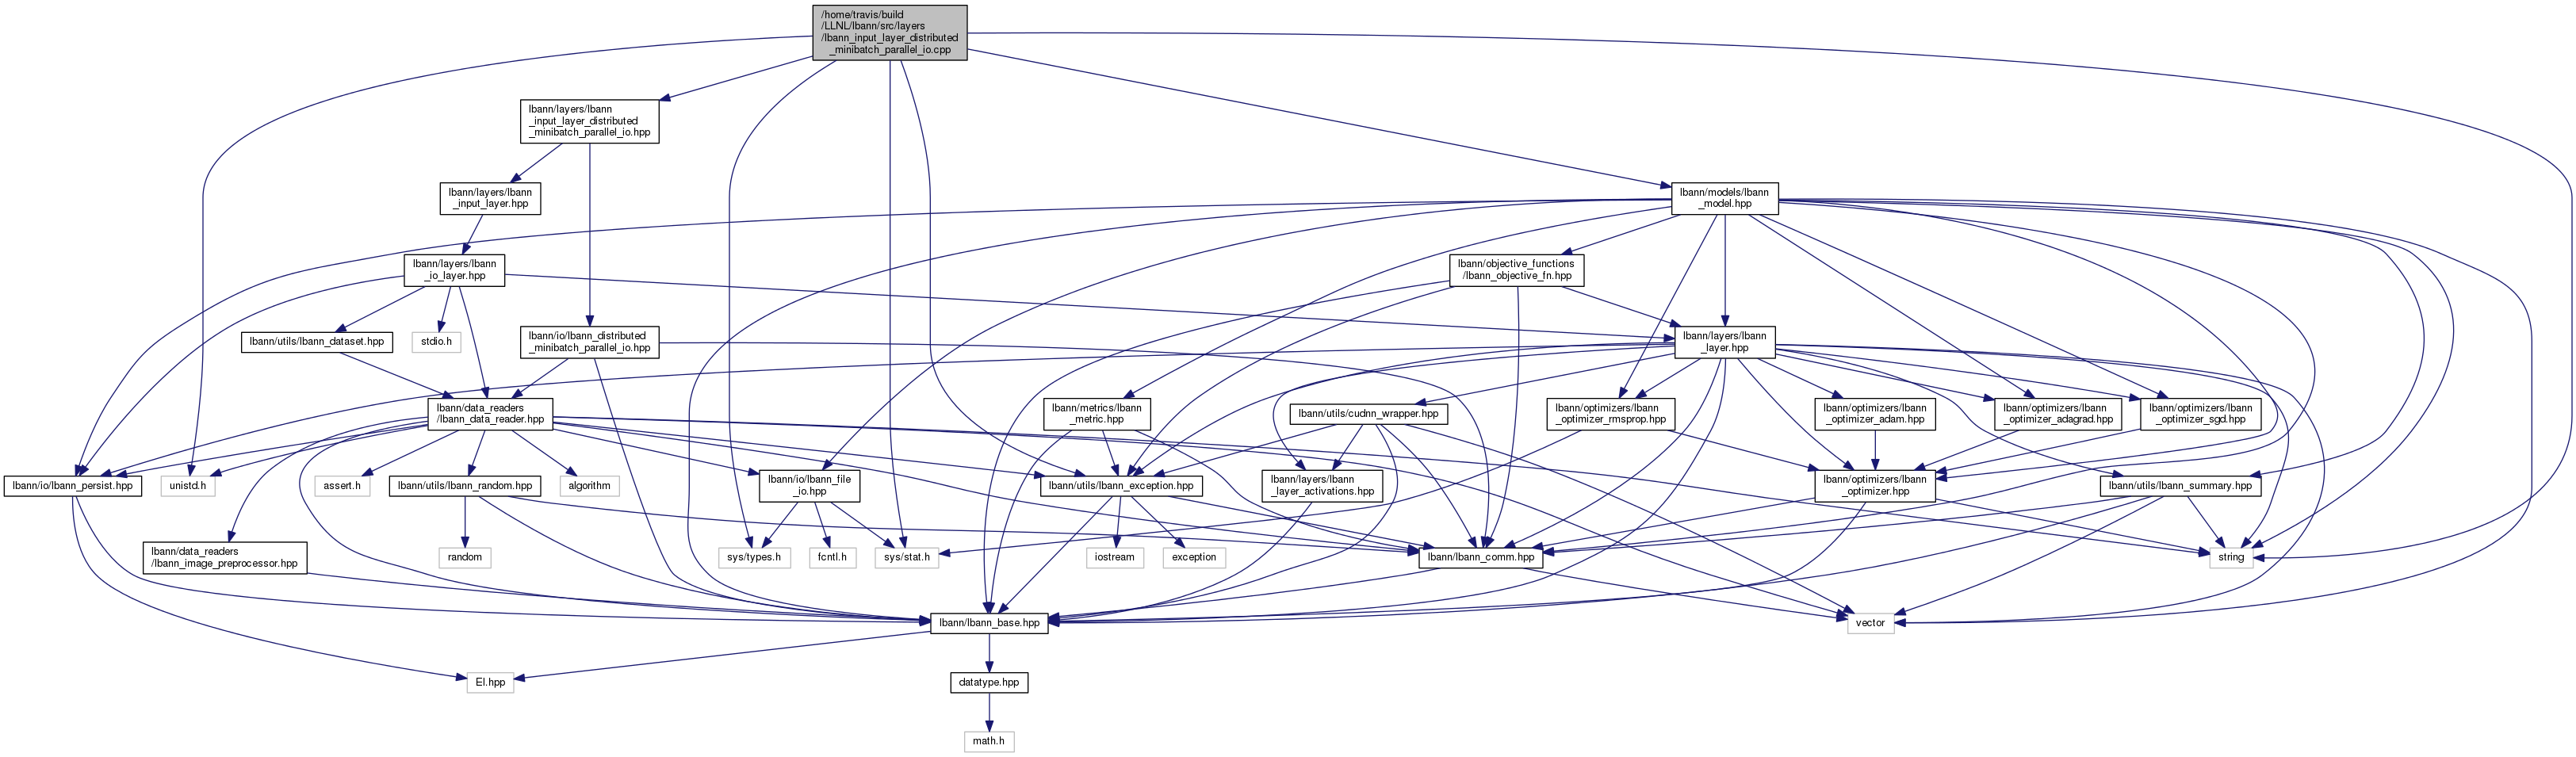 /home/travis/build
/LLNL/lbann/src/layers
/lbann_input_layer_distributed
_minibatch_parallel_io.cpp
lbann/layers/lbann
_input_layer_distributed
_minibatch_parallel_io.hpp
lbann/layers/lbann
_input_layer.hpp
lbann/models/lbann
_model.hpp
lbann/layers/lbann
_io_layer.hpp
lbann/objective_functions
/lbann_objective_fn.hpp
lbann/utils/lbann_dataset.hpp
stdio.h
lbann/io/lbann_distributed
_minibatch_parallel_io.hpp
lbann/layers/lbann
_layer.hpp
lbann/data_readers
/lbann_data_reader.hpp
lbann/metrics/lbann
_metric.hpp
lbann/utils/cudnn_wrapper.hpp
lbann/optimizers/lbann
_optimizer_rmsprop.hpp
lbann/optimizers/lbann
_optimizer_adam.hpp
lbann/optimizers/lbann
_optimizer_adagrad.hpp
lbann/optimizers/lbann
_optimizer_sgd.hpp
lbann/io/lbann_persist.hpp
unistd.h
assert.h
lbann/utils/lbann_random.hpp
algorithm
lbann/io/lbann_file
_io.hpp
lbann/utils/lbann_exception.hpp
lbann/layers/lbann
_layer_activations.hpp
lbann/optimizers/lbann
_optimizer.hpp
lbann/utils/lbann_summary.hpp
lbann/data_readers
/lbann_image_preprocessor.hpp
random
sys/types.h
fcntl.h
sys/stat.h
iostream
exception
lbann/lbann_comm.hpp
string
lbann/lbann_base.hpp
vector
El.hpp
datatype.hpp
math.h